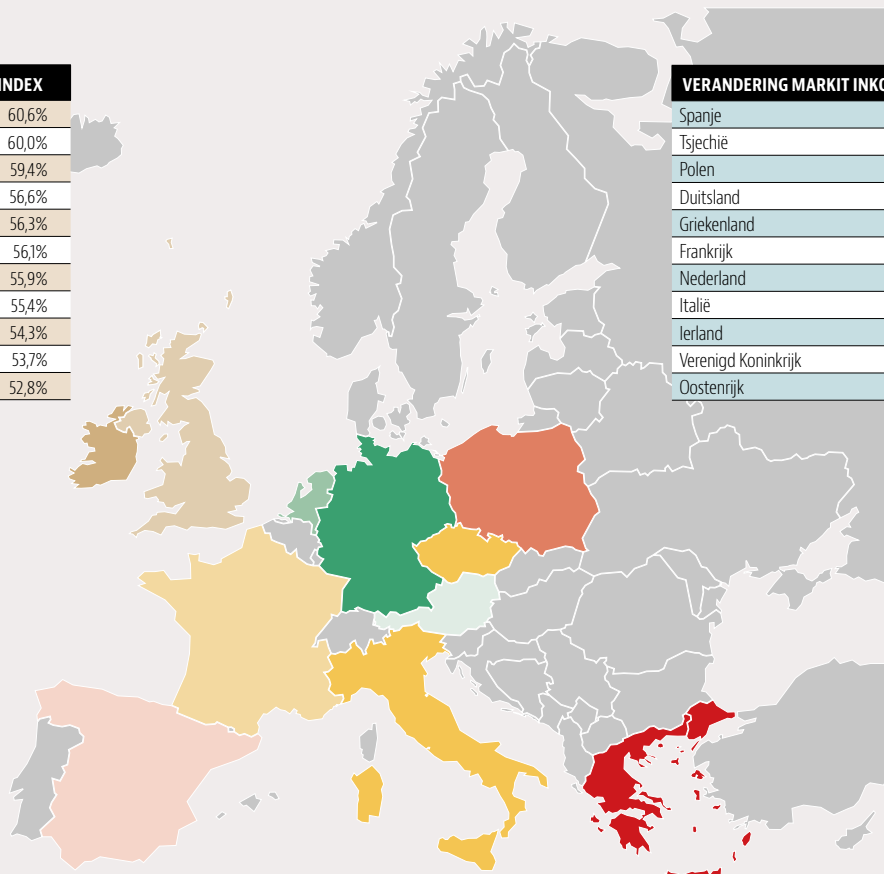 INDEX
60,6%
60,0%
59,4%
56,6%
56,3%
56,1%
55,9%
55,4%
54,3%
53,7%
52,8%
VERANDERING MARKIT INKO
Spanje
Tsjechië
Polen
Duitsland
Griekenland
Frankrijk
Nederland
Italië
Ierland
Verenigd Koninkrijk
Oostenrijk